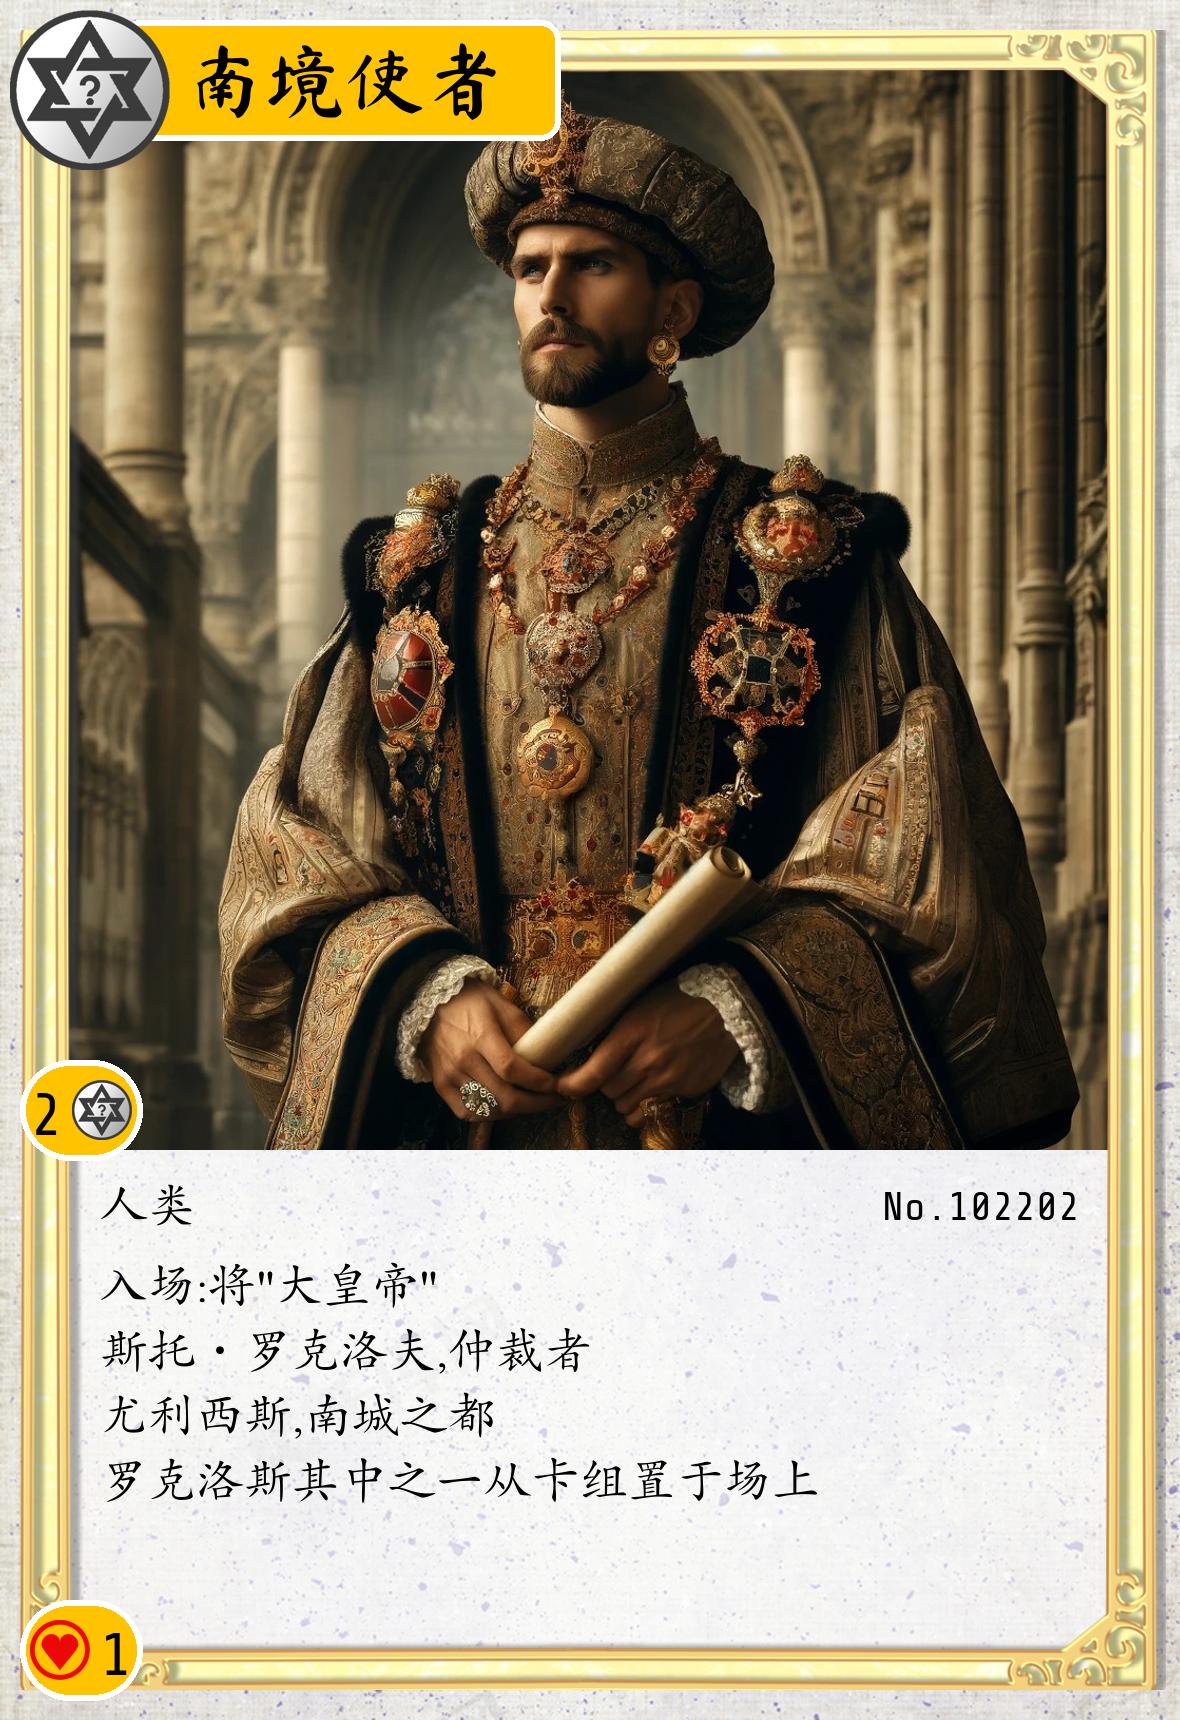 ?
南境使者
2 ?
人类
No.102202
入场:将"大皇帝"
斯托·罗克洛夫,仲裁者
尤利西斯,南城之都
罗克洛斯其中之一从卡组置于场上
1